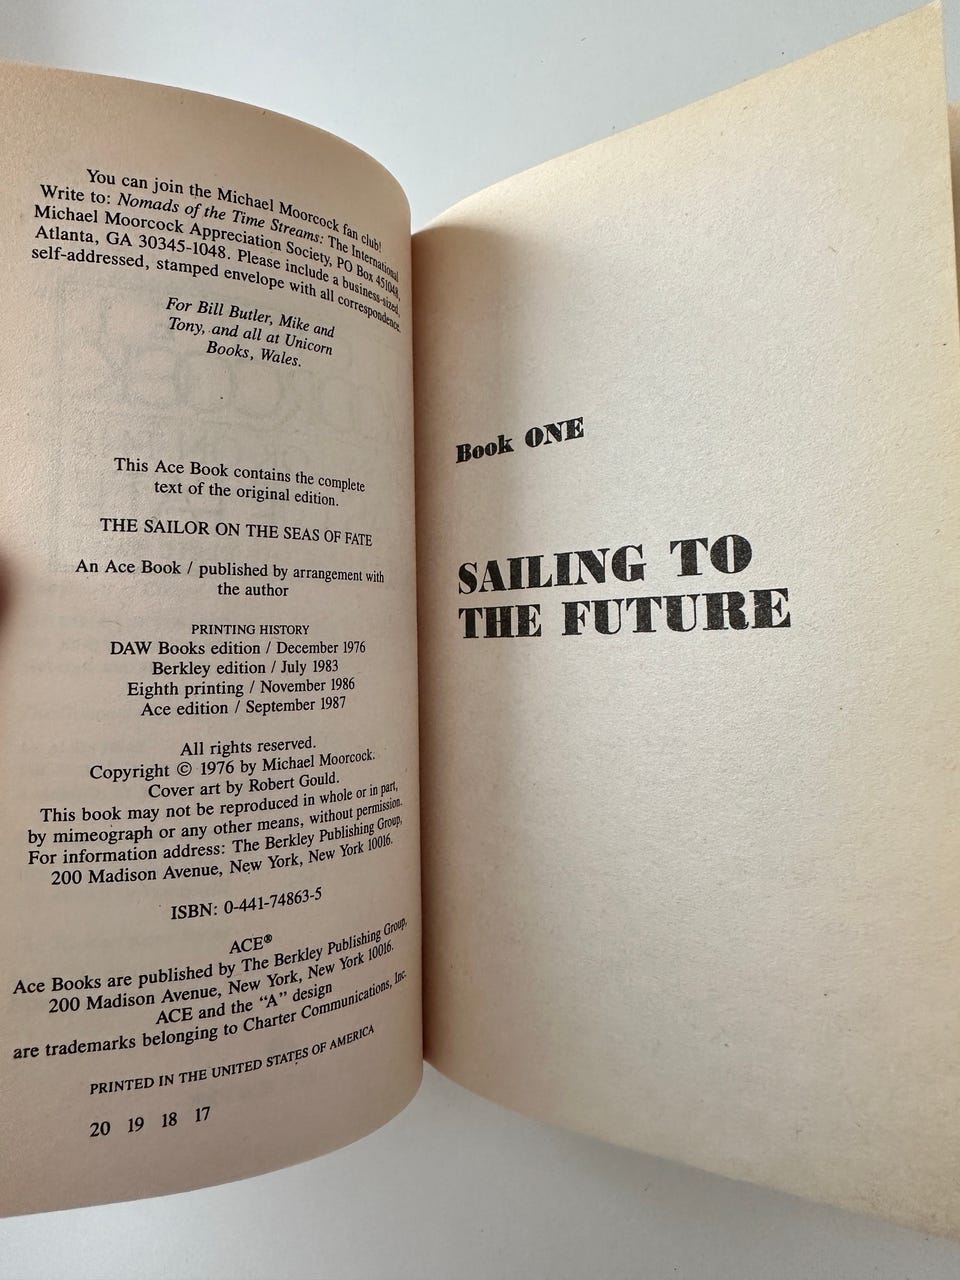 You can join the Michael Moorcock fan club!
Write to: Nomads of the Time Streams: The International
Michael Moorcock Appreciation Society, PO Box 451048,
Atlanta, GA 30345-1048. Please include a business-sized,
self-addressed, stamped envelope with all correspondence.
For Bill Butler, Mike and
Tony, and all at Unicorn
Books, Wales.
This Ace Book contains the complete
text of the original edition.
THE SAILOR ON THE SEAS OF FATE
An Ace Book / published by arrangement with
the author
PRINTING HISTORY
DAW Books edition / December 1976
Berkley edition / July 1983
Eighth printing / November 1986
Ace edition / September 1987
All rights reserved.
Copyright © 1976 by Michael Moorcock.
Cover art by Robert Gould.
This book may not be reproduced in whole or in part,
by mimeograph or any other means, without permission.
For information address: The Berkley Publishing Group,
200 Madison Avenue, New York, New York 10016.
ISBN: 0-441-74863-5
ACE®
Ace Books are published by The Berkley Publishing Group,
200 Madison Avenue, New York, New York 10016.
ACE and the "A" design
are trademarks belonging to Charter Communications, Inc.
PRINTED IN THE UNITED STATES OF AMERICA
20 19 18 17
Book ONE
SAILING TO
THE FUTURE